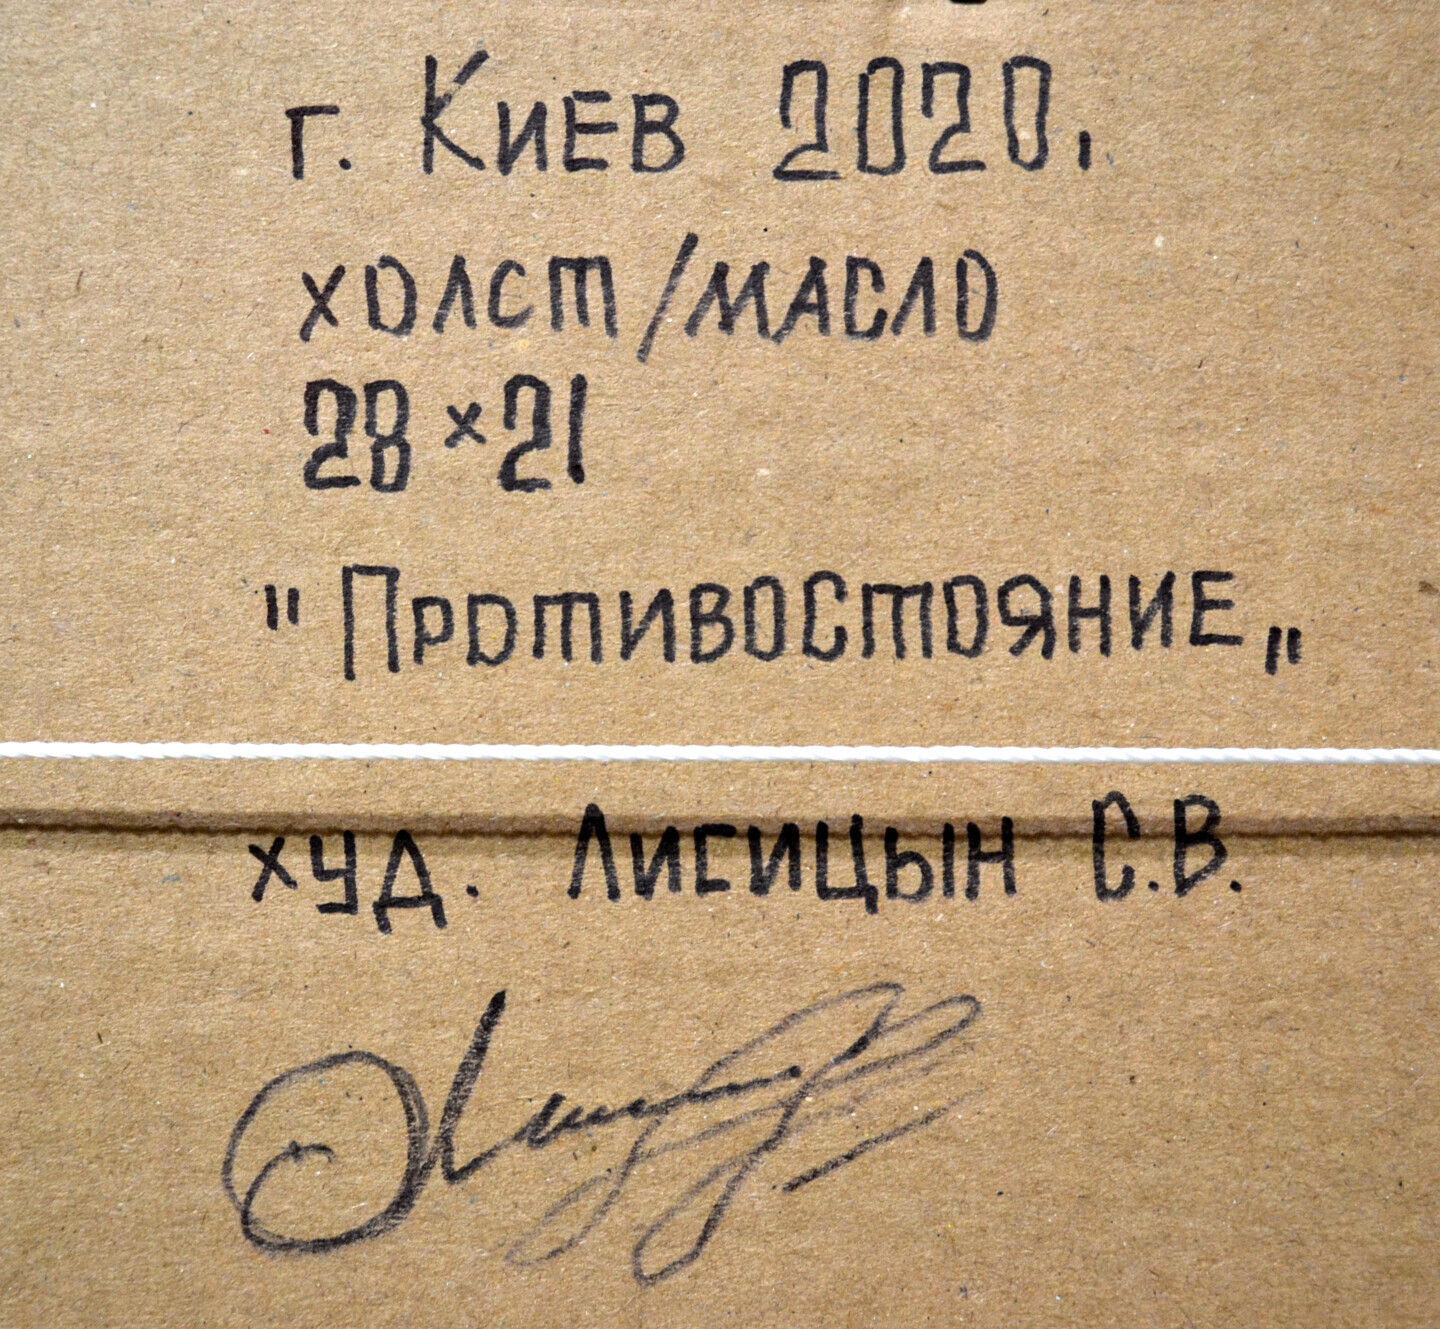 г. Киев 2020.
холст/масло
28×21
"Противостояние„
худ. Лисицын С.В.